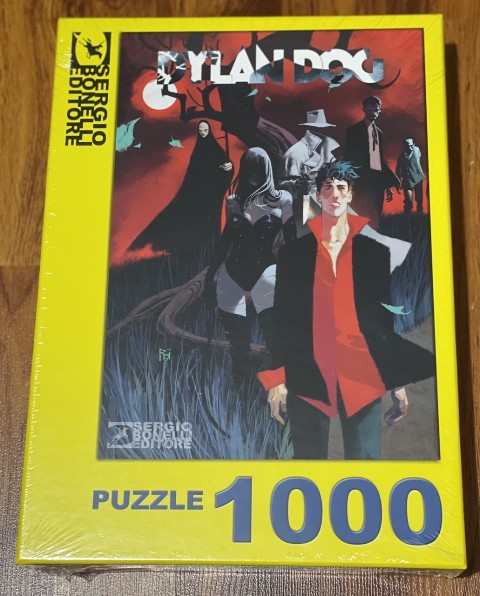 SERGIO
BONELLI
EDITORE
DYLAN DOG
SERGIO
BONELLI
EDITORE
PUZZLE 1000